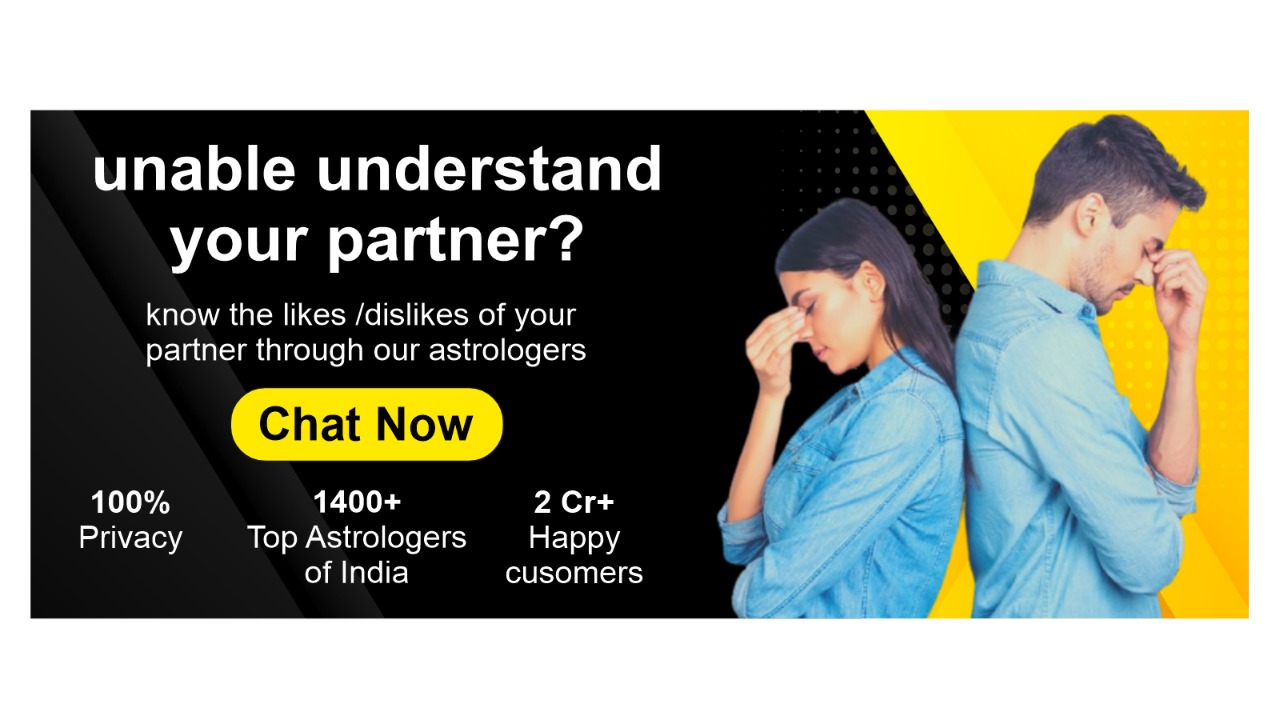 unable understand
your partner?
know the likes /dislikes of your
partner through our astrologers
Chat Now
100%
Privacy
1400+
Top Astrologers
of India
2 Cr+
Happy
cusomers